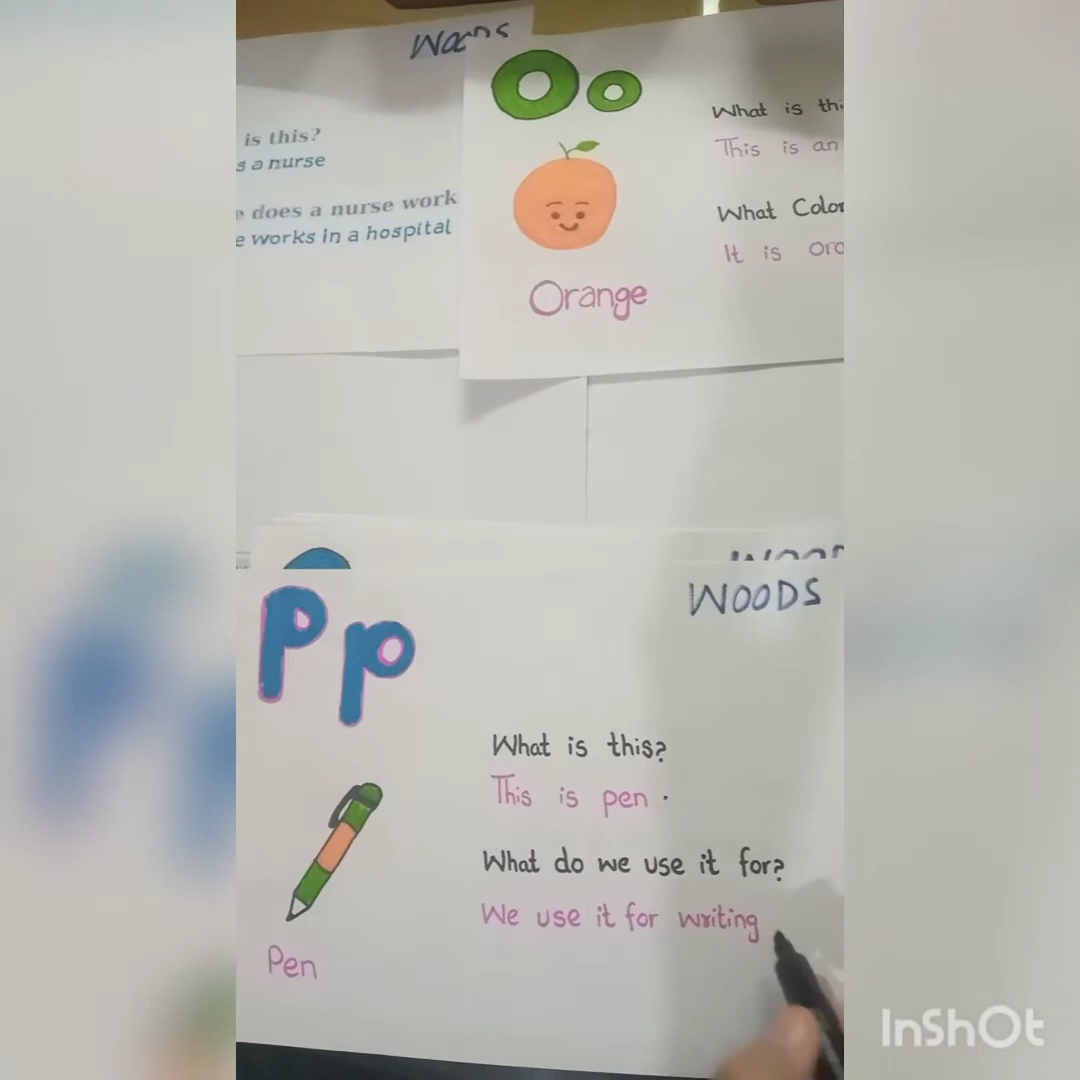 is this?
s a nurse
does a nurse work
works in a hospital
Oo
Orange
What is
This is an
What
It is
Pp
WOODS
What is this?
This is pen .
What do we use it for?
We use it for writing
Pen
InShOt